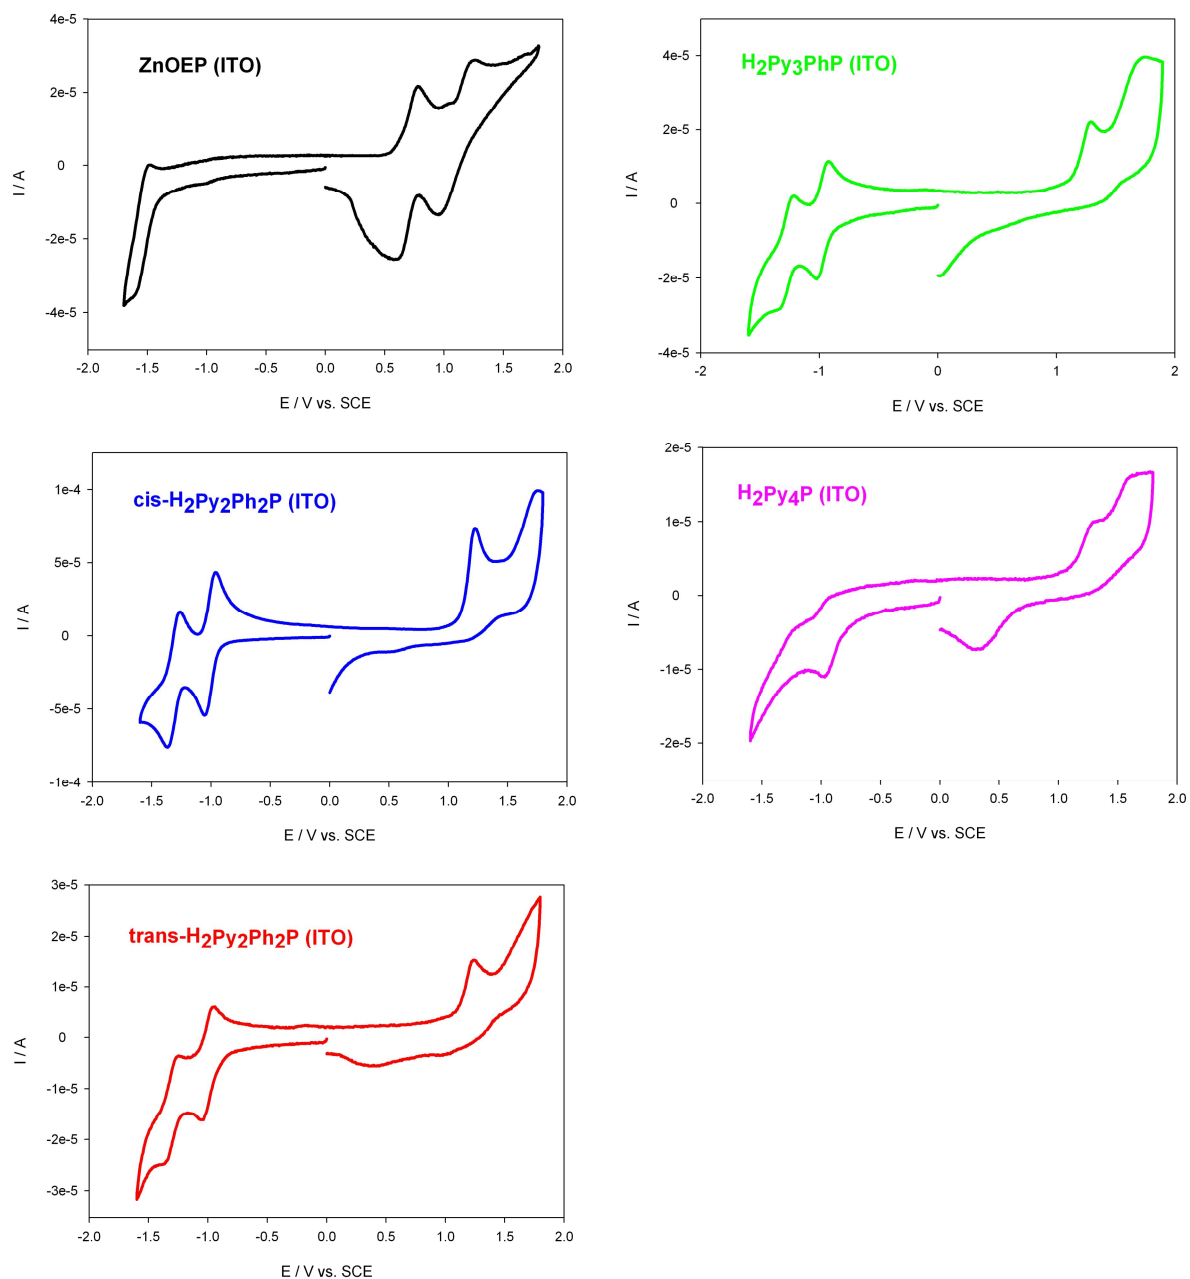 4e-5
2e-5
0
-2e-5
-4e-5
I / A
ZnOEP (ITO)
-2.0 -1.5 -1.0 -0.5 0.0 0.5 1.0 1.5 2.0
E / V vs. SCE
4e-5
2e-5
0
-2e-5
-4e-5
I / A
H2Py3PhP (ITO)
-2 -1 0 1 2
E / V vs. SCE
1e-4
5e-5
0
-5e-5
-1e-4
I / A
cis-H2Py2Ph2P (ITO)
-2.0 -1.5 -1.0 -0.5 0.0 0.5 1.0 1.5 2.0
E / V vs. SCE
2e-5
1e-5
0
-1e-5
-2e-5
I / A
H2Py4P (ITO)
-2.0 -1.5 -1.0 -0.5 0.0 0.5 1.0 1.5 2.0
E / V vs. SCE
3e-5
2e-5
1e-5
0
-1e-5
-2e-5
-3e-5
I / A
trans-H2Py2Ph2P (ITO)
-2.0 -1.5 -1.0 -0.5 0.0 0.5 1.0 1.5 2.0
E / V vs. SCE